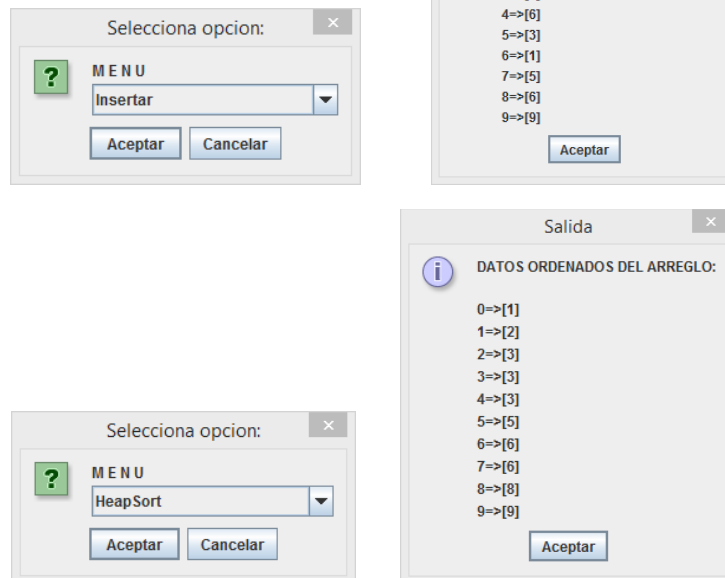 Selecciona opcion:
M E N U
Insertar
Aceptar Cancelar
4=>[6]
5=>[3]
6=>[1]
7=>[5]
8=>[6]
9=>[9]
Aceptar
Salida
DATOS ORDENADOS DEL ARREGLO:
0=>[1]
1=>[2]
2=>[3]
3=>[3]
4=>[3]
5=>[5]
6=>[6]
7=>[6]
8=>[8]
9=>[9]
Aceptar
Selecciona opcion:
M E N U
HeapSort
Aceptar Cancelar